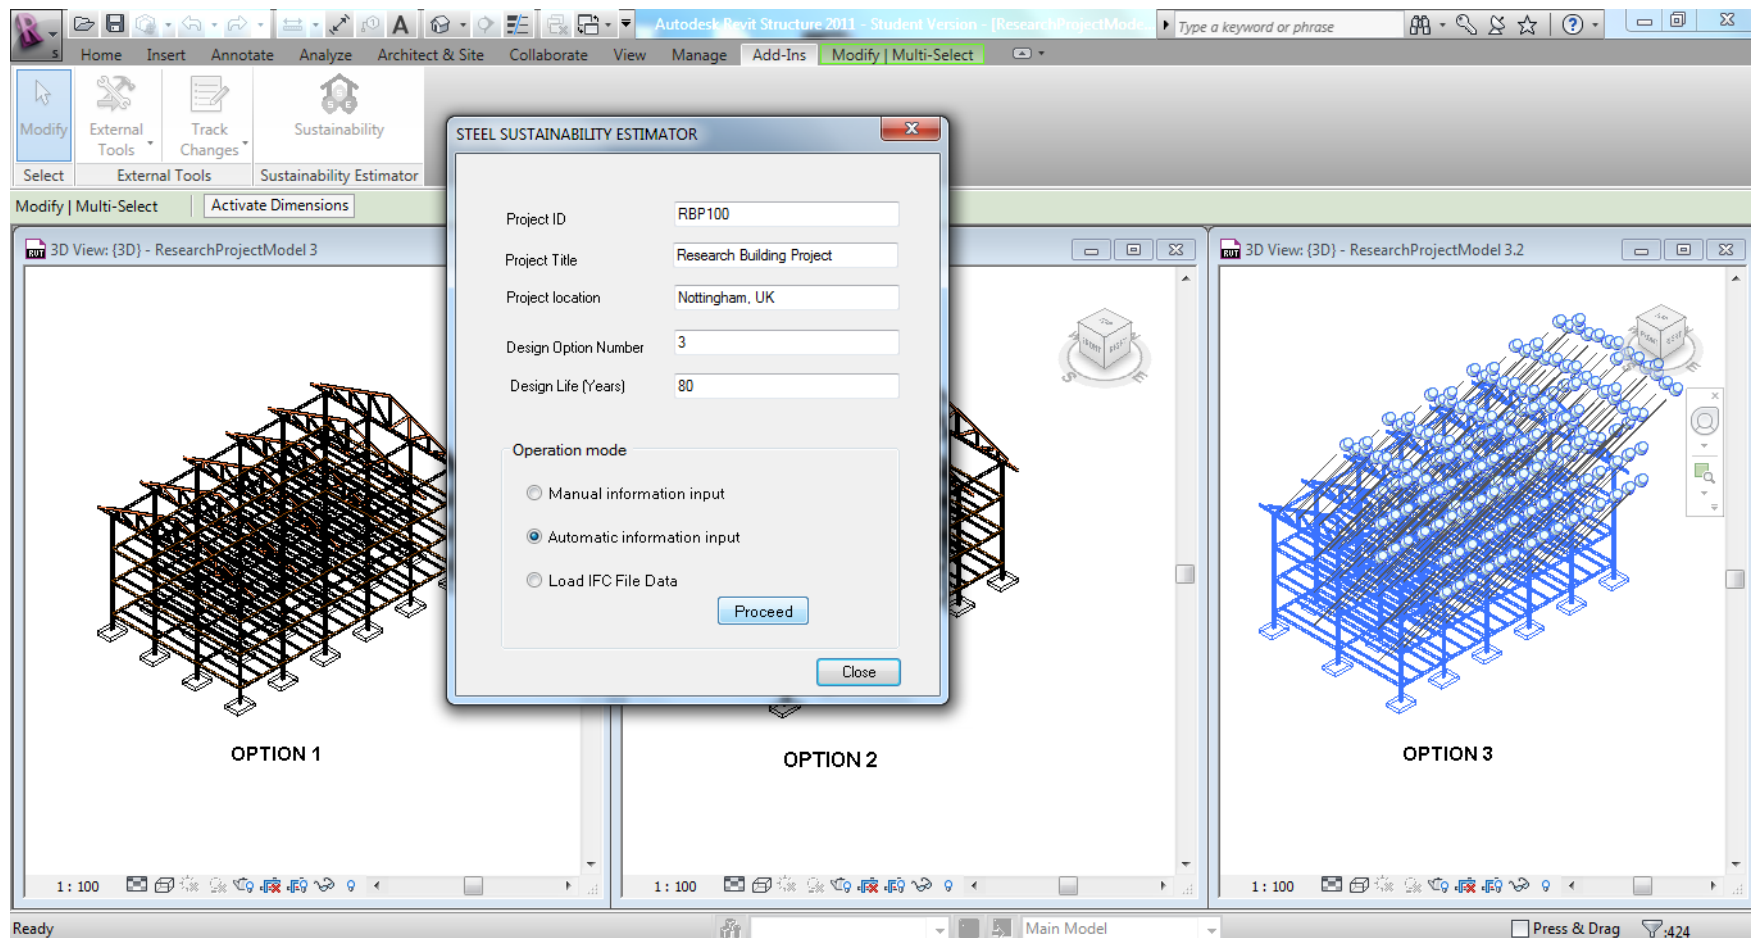 Autodesk Revit Structure 2011 - Student Version - [ResearchProjectMode...
Type a keyword or phrase
S
Home Insert Annotate Analyze Architect & Site Collaborate View Manage Add-Ins Modify | Multi-Select
Modify
External Tools
Track Changes
Sustainability
Select External Tools Sustainability Estimator
Modify | Multi-Select Activate Dimensions
3D View: {3D} - ResearchProjectModel 3
3D View: {3D} - ResearchProjectModel 3.2
STEEL SUSTAINABILITY ESTIMATOR
Project ID RBP100
Project Title Research Building Project
Project location Nottingham, UK
Design Option Number 3
Design Life (Years) 80
Operation mode
Manual information input
Automatic information input
Load IFC File Data
Proceed
Close
OPTION 1
OPTION 2
OPTION 3
1 : 100
1 : 100
1 : 100
Ready
Main Model
Press & Drag
:424